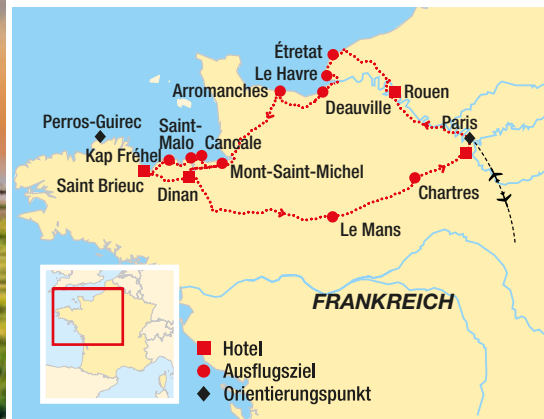 Étretat
Le Havre
Arromanches
Rouen
Deauville
Perros-Guirec
Saint-
Malo
Cancale
Paris
Kap Fréhel
Mont-Saint-Michel
Saint Brieuc
Dinan
Chartres
Le Mans
FRANKREICH
Hotel
Ausflugsziel
Orientierungspunkt